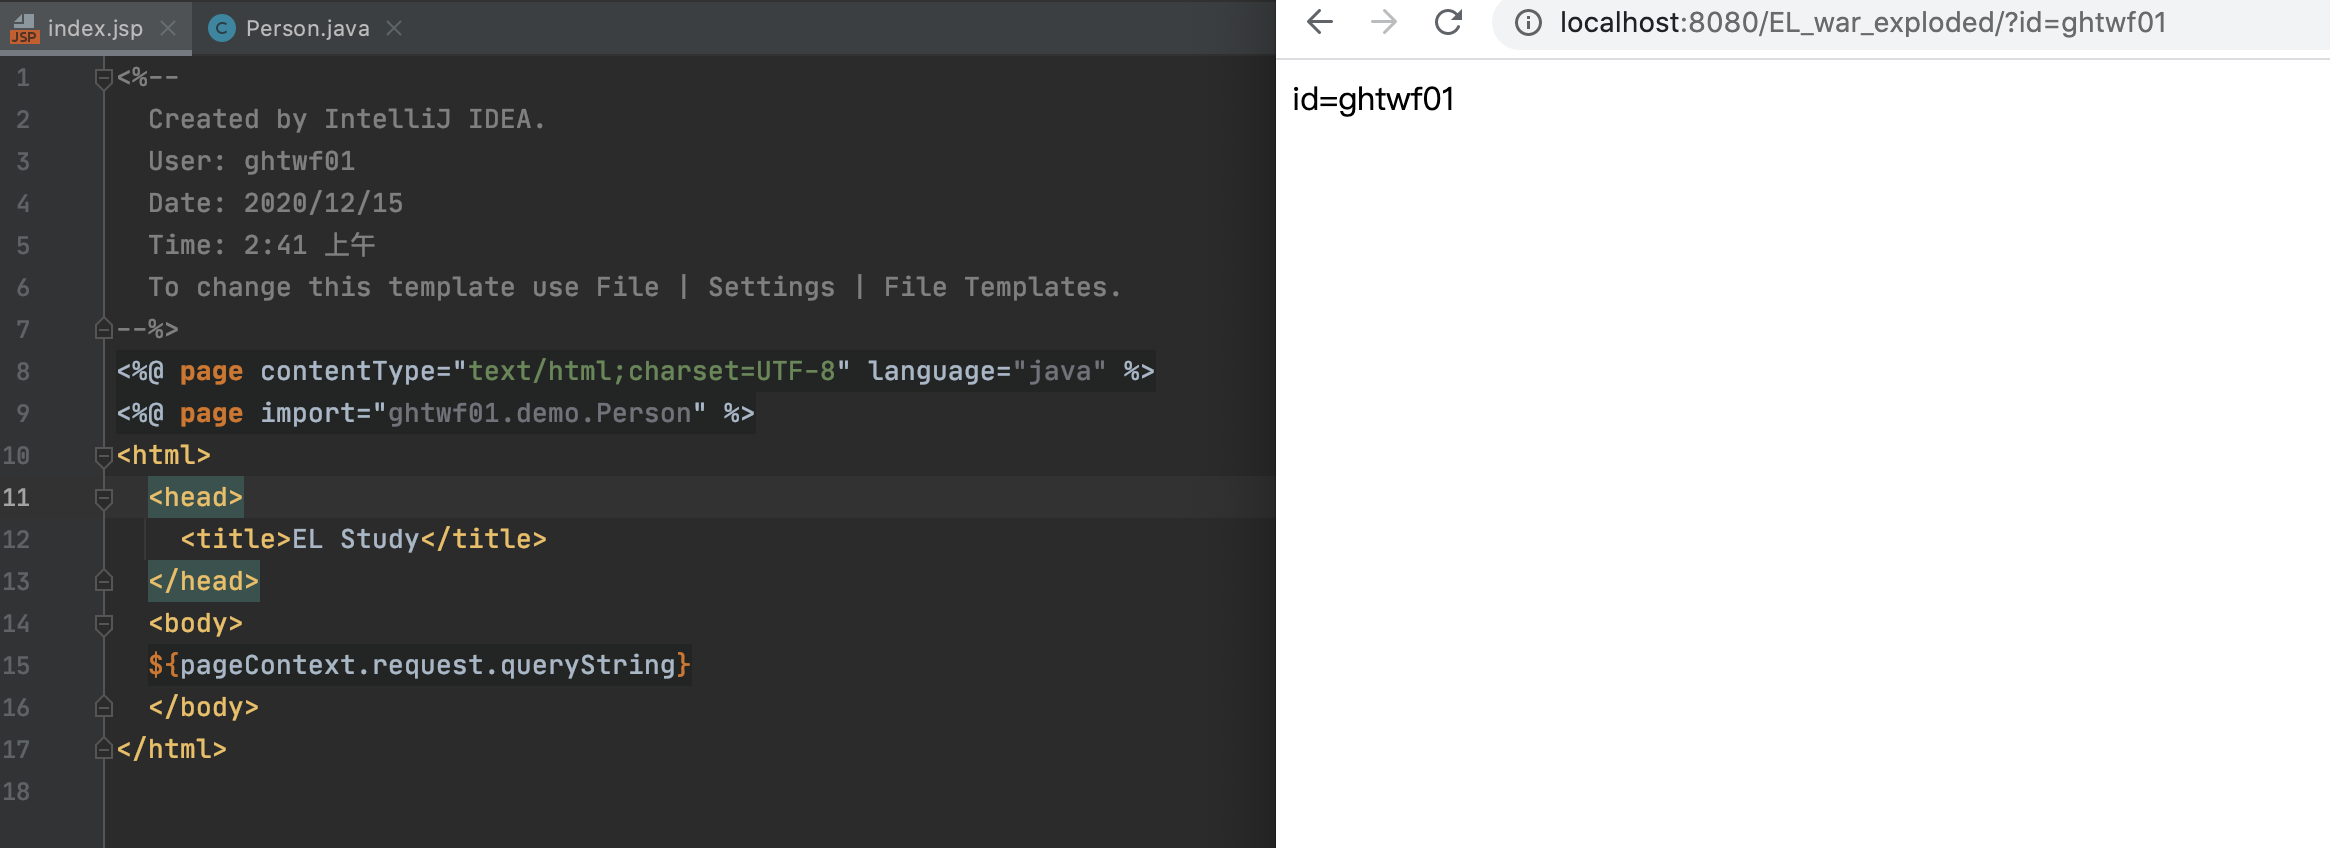 index.jsp
Person.java
1 <%--
2 Created by IntelliJ IDEA.
3 User: ghtwf01
4 Date: 2020/12/15
5 Time: 2:41 上午
6 To change this template use File | Settings | File Templates.
7 --%>
8 <%@ page contentType="text/html;charset=UTF-8" language="java" %>
9 <%@ page import="ghtwf01.demo.Person" %>
10 <html>
11 <head>
12 <title>EL Study</title>
13 </head>
14 <body>
15 ${pageContext.request.queryString}
16 </body>
17 </html>
18
localhost:8080/EL_war_exploded/?id=ghtwf01
id=ghtwf01